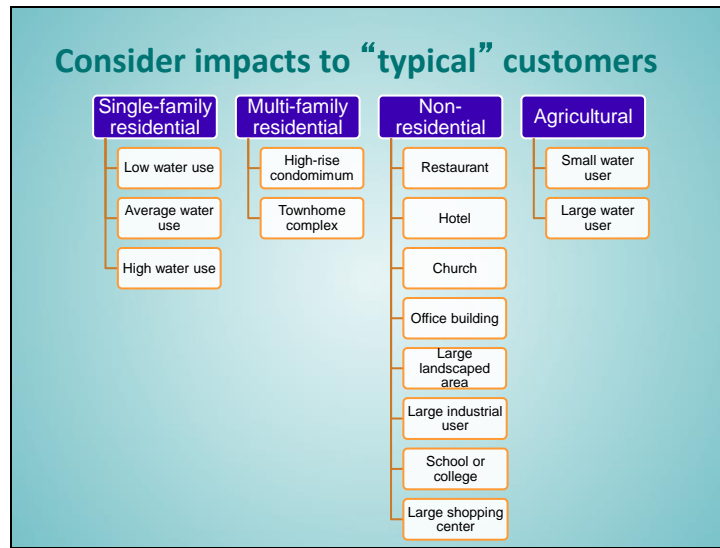 Consider impacts to “typical” customers
Single-family
residential
Low water use
Average water
use
High water use
Multi-family
residential
High-rise
condomimum
Townhome
complex
Non-
residential
Restaurant
Hotel
Church
Office building
Large
landscaped
area
Large industrial
user
School or
college
Large shopping
center
Agricultural
Small water
user
Large water
user